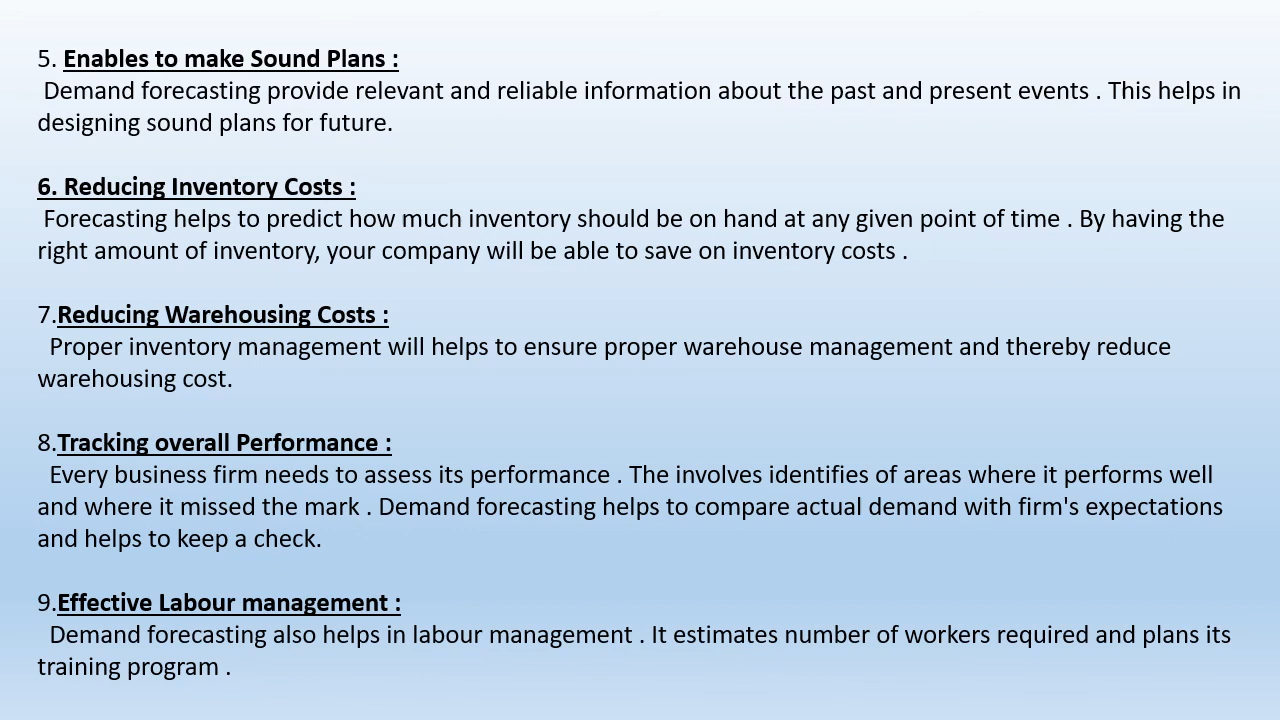 5. Enables to make Sound Plans :
Demand forecasting provide relevant and reliable information about the past and present events . This helps in
designing sound plans for future.
6. Reducing Inventory Costs :
Forecasting helps to predict how much inventory should be on hand at any given point of time . By having the
right amount of inventory, your company will be able to save on inventory costs .
7.Reducing Warehousing Costs :
Proper inventory management will helps to ensure proper warehouse management and thereby reduce
warehousing cost.
8.Tracking overall Performance :
Every business firm needs to assess its performance . The involves identifies of areas where it performs well
and where it missed the mark . Demand forecasting helps to compare actual demand with firm's expectations
and helps to keep a check.
9.Effective Labour management :
Demand forecasting also helps in labour management . It estimates number of workers required and plans its
training program .